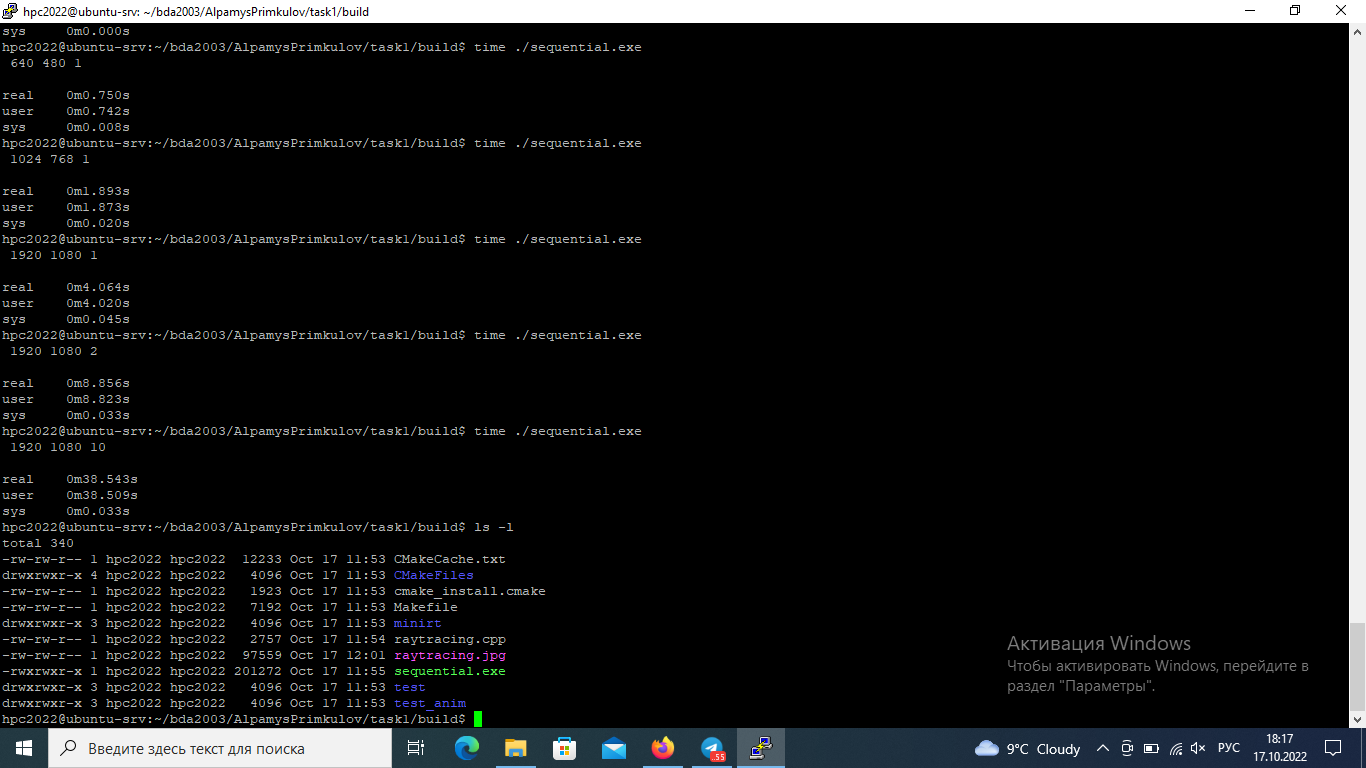 hpc2022@ubuntu-srv: ~/bda2003/AlpamysPrimkulov/task1/build
sys 0m0.000s
hpc2022@ubuntu-srv:~/bda2003/AlpamysPrimkulov/task1/build$ time ./sequential.exe
640 480 1
real 0m0.750s
user 0m0.742s
sys 0m0.008s
hpc2022@ubuntu-srv:~/bda2003/AlpamysPrimkulov/task1/build$ time ./sequential.exe
1024 768 1
real 0m1.893s
user 0m1.873s
sys 0m0.020s
hpc2022@ubuntu-srv:~/bda2003/AlpamysPrimkulov/task1/build$ time ./sequential.exe
1920 1080 1
real 0m4.064s
user 0m4.020s
sys 0m0.045s
hpc2022@ubuntu-srv:~/bda2003/AlpamysPrimkulov/task1/build$ time ./sequential.exe
1920 1080 2
real 0m8.856s
user 0m8.823s
sys 0m0.033s
hpc2022@ubuntu-srv:~/bda2003/AlpamysPrimkulov/task1/build$ time ./sequential.exe
1920 1080 10
real 0m38.543s
user 0m38.509s
sys 0m0.033s
hpc2022@ubuntu-srv:~/bda2003/AlpamysPrimkulov/task1/build$ ls -l
total 340
-rw-rw-r-- 1 hpc2022 hpc2022 12233 Oct 17 11:53 CMakeCache.txt
drwxrwxr-x 4 hpc2022 hpc2022 4096 Oct 17 11:53 CMakeFiles
-rw-rw-r-- 1 hpc2022 hpc2022 1923 Oct 17 11:53 cmake_install.cmake
-rw-rw-r-- 1 hpc2022 hpc2022 7192 Oct 17 11:53 Makefile
drwxrwxr-x 3 hpc2022 hpc2022 4096 Oct 17 11:53 minirt
-rw-rw-r-- 1 hpc2022 hpc2022 2757 Oct 17 11:54 raytracing.cpp
-rw-rw-r-- 1 hpc2022 hpc2022 97559 Oct 17 12:01 raytracing.jpg
-rwxrwxr-x 1 hpc2022 hpc2022 201272 Oct 17 11:55 sequential.exe
drwxrwxr-x 3 hpc2022 hpc2022 4096 Oct 17 11:53 test
drwxrwxr-x 3 hpc2022 hpc2022 4096 Oct 17 11:53 test_anim
hpc2022@ubuntu-srv:~/bda2003/AlpamysPrimkulov/task1/build$
Активация Windows
Чтобы активировать Windows, перейдите в
раздел "Параметры".
Введите здесь текст для поиска
55
9°C Cloudy
РУС
18:17
17.10.2022